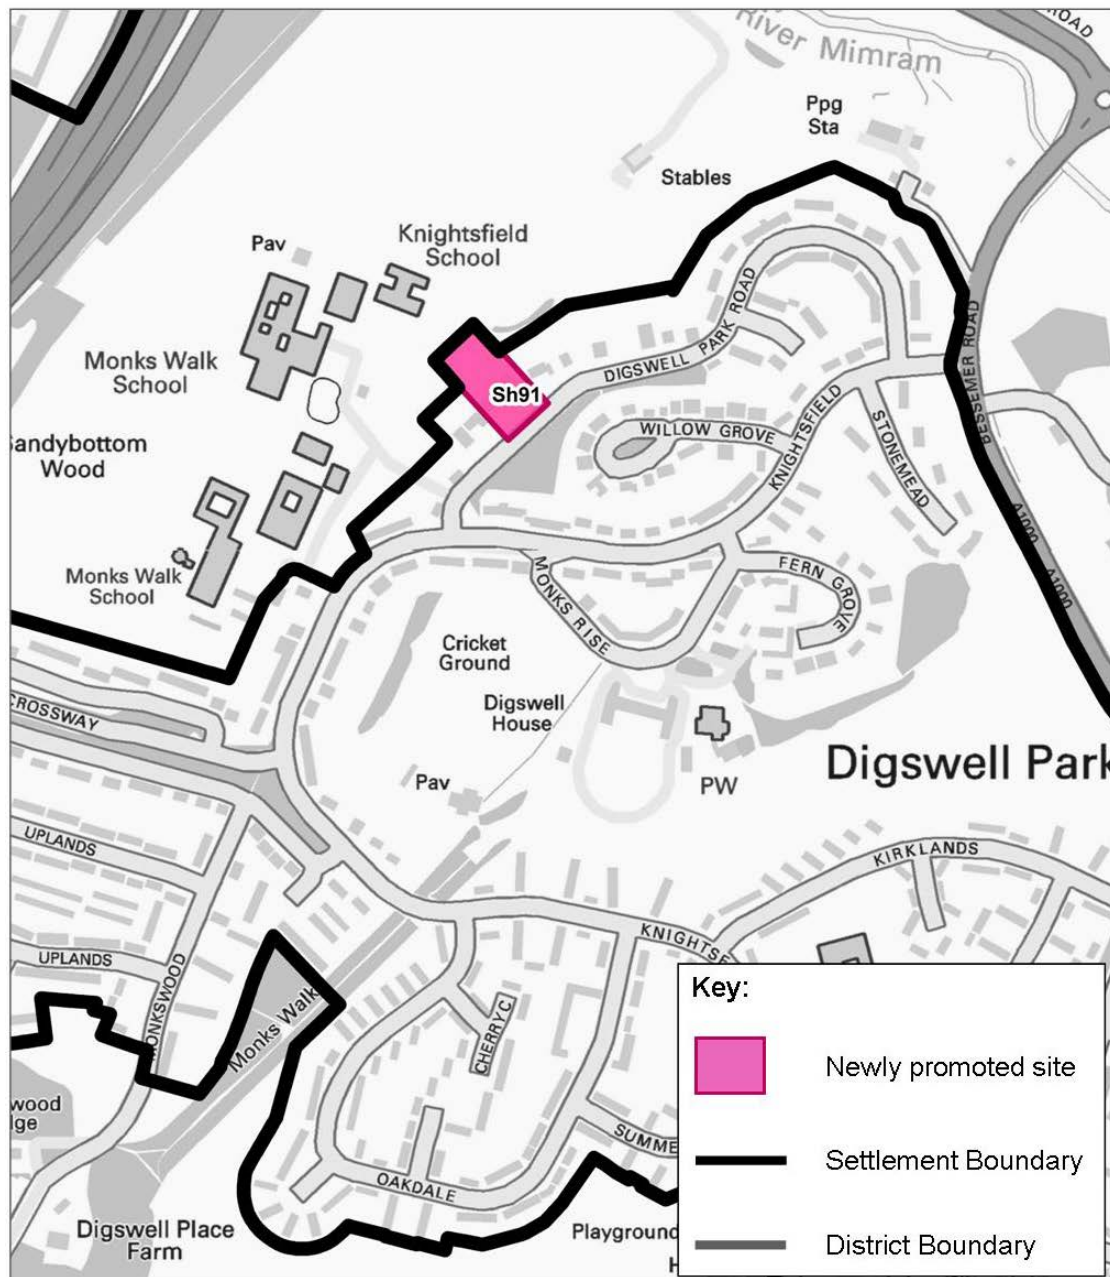 ROAD
River Mimram
Ppg
Sta
Stables
Knightsfield
School
Pav
Monks Walk
School
Sh91
DIGSWELL PARK ROAD
BESSEMER ROAD
WILLOW GROVE
KNIGHTSFIELD
STONEMEAD
andybottom
Wood
A1000
A1000
Monks Walk
School
MONKS RISE
FERN GROVE
Cricket
Ground
Digswell
House
CROSSWAY
Digswell Park
Pav
PW
UPLANDS
KIRKLANDS
UPLANDS
MONKSWOOD
KNIGHTSF
Monks Walk
CHERRY C
wood
ge
SUMME
OAKDALE
Digswell Place
Farm
Playground
H
Key:
Newly promoted site
Settlement Boundary
District Boundary